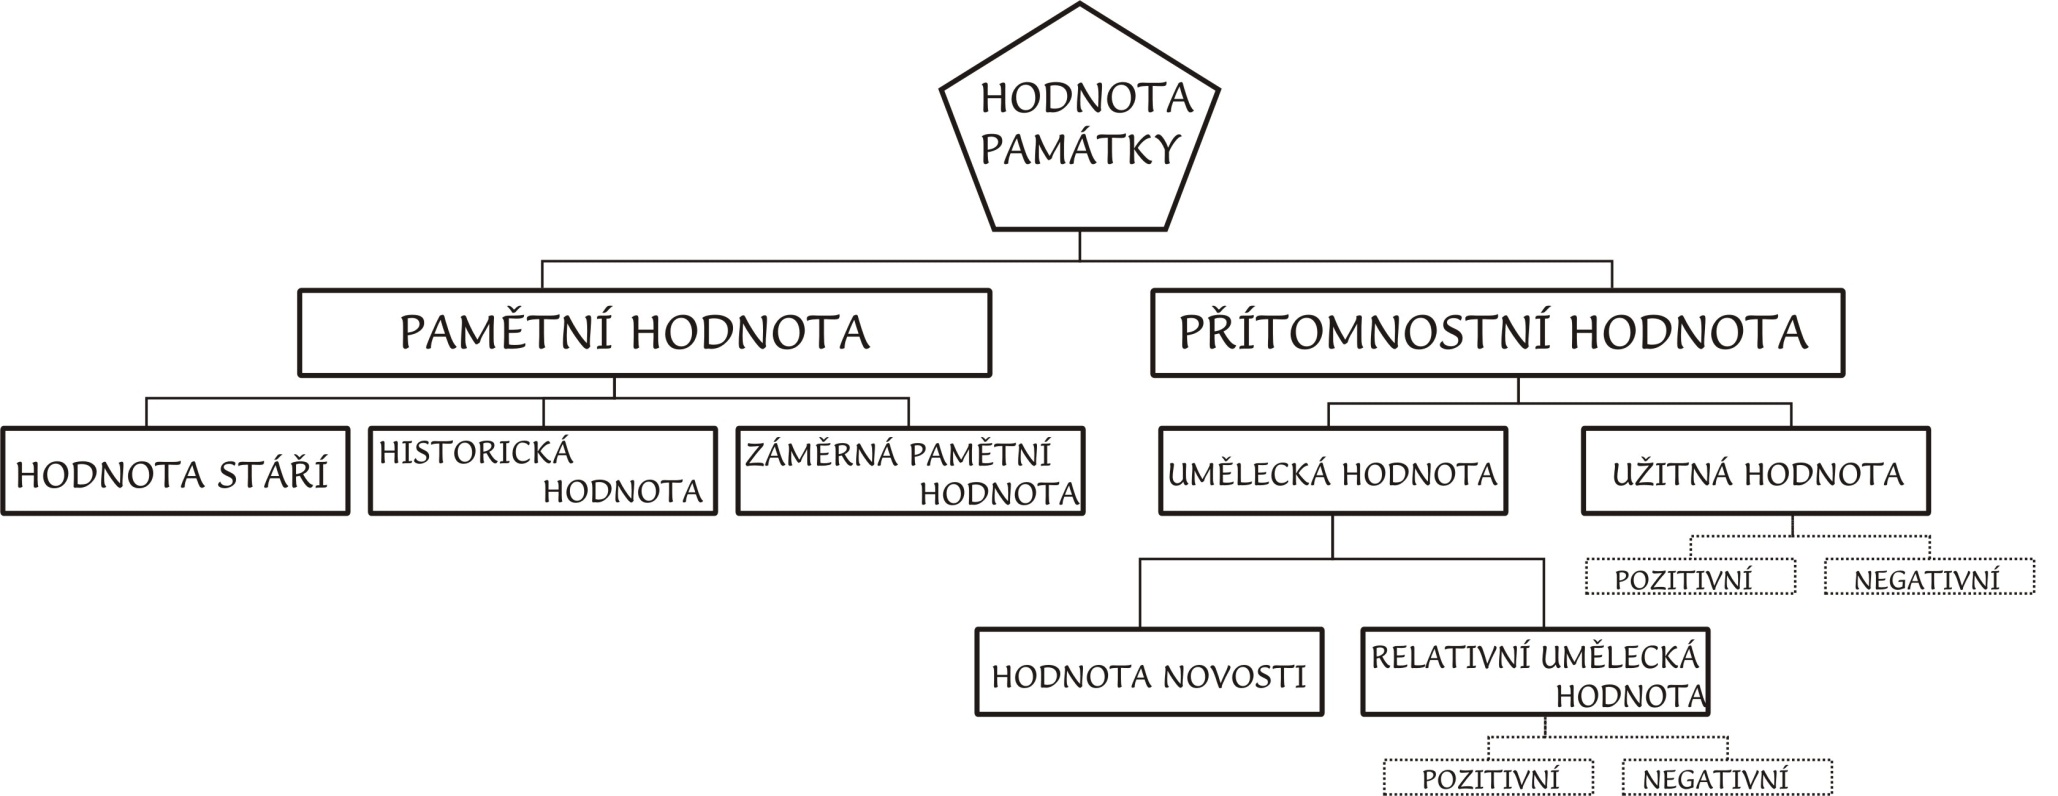 HODNOTA
PAMÁTKY
PAMĚTNÍ HODNOTA
PŘÍTOMNOSTNÍ HODNOTA
HODNOTA STÁŘÍ
HISTORICKÁ
HODNOTA
ZÁMĚRNÁ PAMĚTNÍ
HODNOTA
UMĚLECKÁ HODNOTA
UŽITNÁ HODNOTA
POZITIVNÍ
NEGATIVNÍ
HODNOTA NOVOSTI
RELATIVNÍ UMĚLECKÁ
HODNOTA
POZITIVNÍ
NEGATIVNÍ